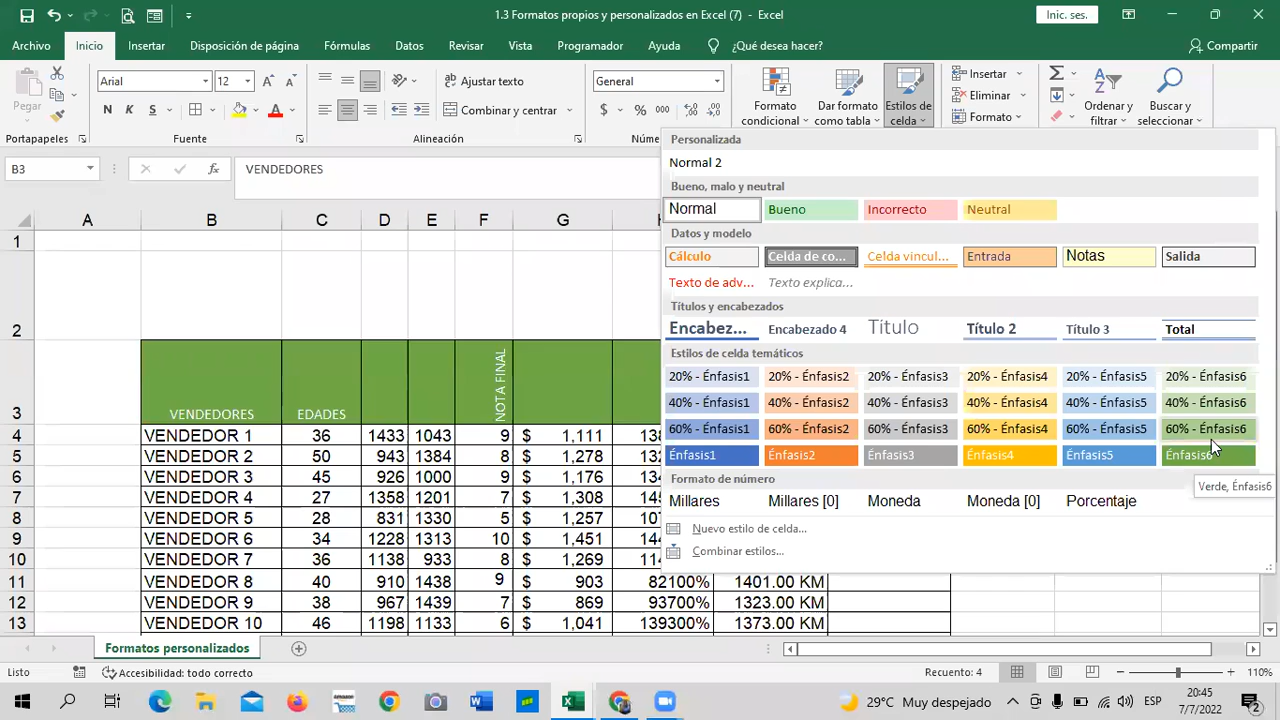 1.3 Formatos propios y personalizados en Excel (7) - Excel
Inic. ses.
Archivo Inicio Insertar Disposición de página Fórmulas Datos Revisar Vista Programador Ayuda ¿Qué desea hacer? Compartir
Pegar
Arial 12
N K S
Ajustar texto
Combinar y centrar
General
$ % 000
Formato condicional
Dar formato como tabla
Estilos de celda
Insertar
Eliminar
Formato
Ordenar y filtrar
Buscar y seleccionar
Portapapeles Fuente Alineación
B3 fx VENDEDORES
Personalizada
Normal 2
Bueno, malo y neutral
Normal Bueno Incorrecto Neutral
Datos y modelo
Cálculo Celda de co... Celda vincul... Entrada Notas Salida
Texto de adv... Texto explica...
Títulos y encabezados
Encabez... Encabezado 4 Título Título 2 Título 3 Total
Estilos de celda temáticos
20% - Énfasis1 20% - Énfasis2 20% - Énfasis3 20% - Énfasis4 20% - Énfasis5 20% - Énfasis6
40% - Énfasis1 40% - Énfasis2 40% - Énfasis3 40% - Énfasis4 40% - Énfasis5 40% - Énfasis6
60% - Énfasis1 60% - Énfasis2 60% - Énfasis3 60% - Énfasis4 60% - Énfasis5 60% - Énfasis6
Énfasis1 Énfasis2 Énfasis3 Énfasis4 Énfasis5 Énfasis6
Verde, Énfasis6
Formato de número
Millares Millares [0] Moneda Moneda [0] Porcentaje
Nuevo estilo de celda...
Combinar estilos...
A B C D E F G
1
2
3 VENDEDORES EDADES NOTA FINAL
4 VENDEDOR 1 36 1433 1043 9 $ 1,111
5 VENDEDOR 2 50 943 1384 8 $ 1,278
6 VENDEDOR 3 45 926 1000 9 $ 1,176
7 VENDEDOR 4 27 1358 1201 7 $ 1,308
8 VENDEDOR 5 28 831 1330 5 $ 1,257
9 VENDEDOR 6 34 1228 1313 10 $ 1,451
10 VENDEDOR 7 36 1138 933 8 $ 1,269
11 VENDEDOR 8 40 910 1438 9 $ 903 82100% 1401.00 KM
12 VENDEDOR 9 38 967 1439 7 $ 869 93700% 1323.00 KM
13 VENDEDOR 10 46 1198 1133 6 $ 1,041 139300% 1373.00 KM
Formatos personalizados
Listo Accesibilidad: todo correcto Recuento: 4 110%
29°C Muy despejado ESP 20:45
7/7/2022
2